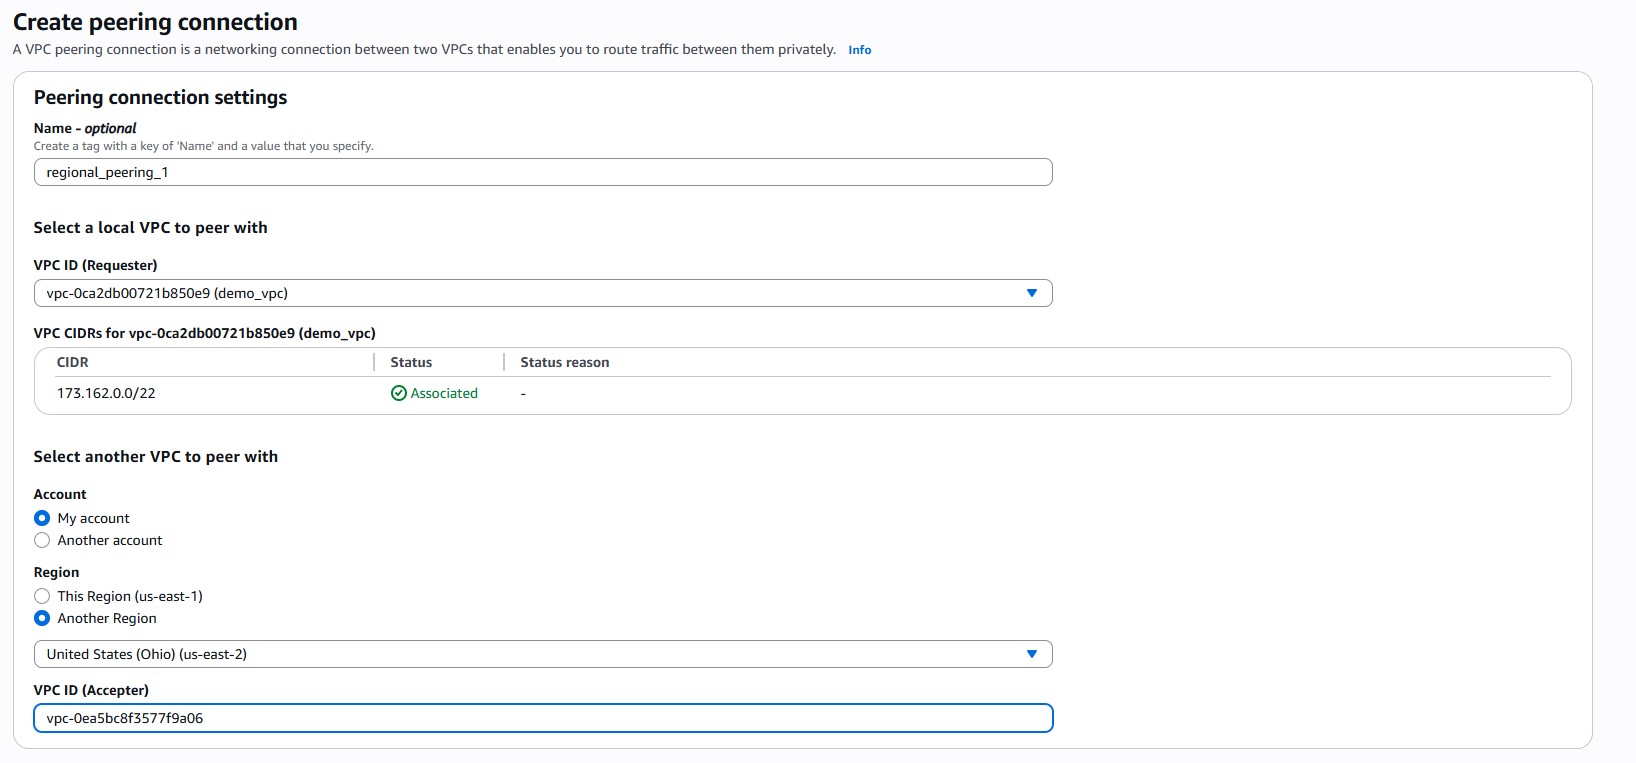 Create peering connection
A VPC peering connection is a networking connection between two VPCs that enables you to route traffic between them privately. Info
Peering connection settings
Name - optional
Create a tag with a key of 'Name' and a value that you specify.
regional_peering_1
Select a local VPC to peer with
VPC ID (Requester)
vpc-0ca2db00721b850e9 (demo_vpc)
VPC CIDRs for vpc-0ca2db00721b850e9 (demo_vpc)
CIDR Status Status reason
173.162.0.0/22 Associated -
Select another VPC to peer with
Account
My account
Another account
Region
This Region (us-east-1)
Another Region
United States (Ohio) (us-east-2)
VPC ID (Accepter)
vpc-0ea5bc8f3577f9a06